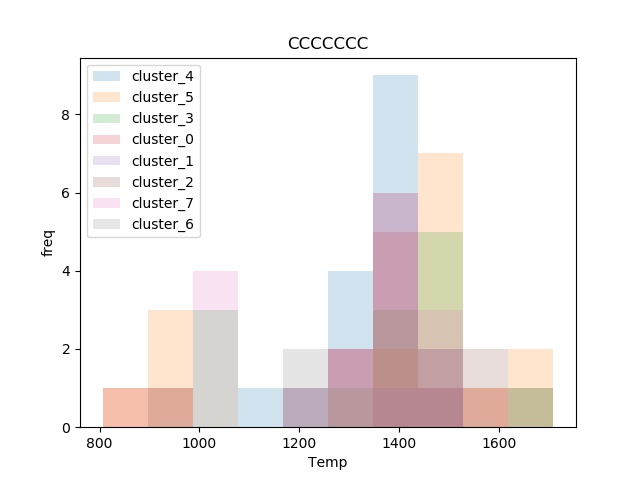 CCCCCCC
cluster_4
cluster_5
cluster_3
cluster_0
cluster_1
cluster_2
cluster_7
cluster_6
freq
8
6
4
2
0
800 1000 1200 1400 1600
Temp